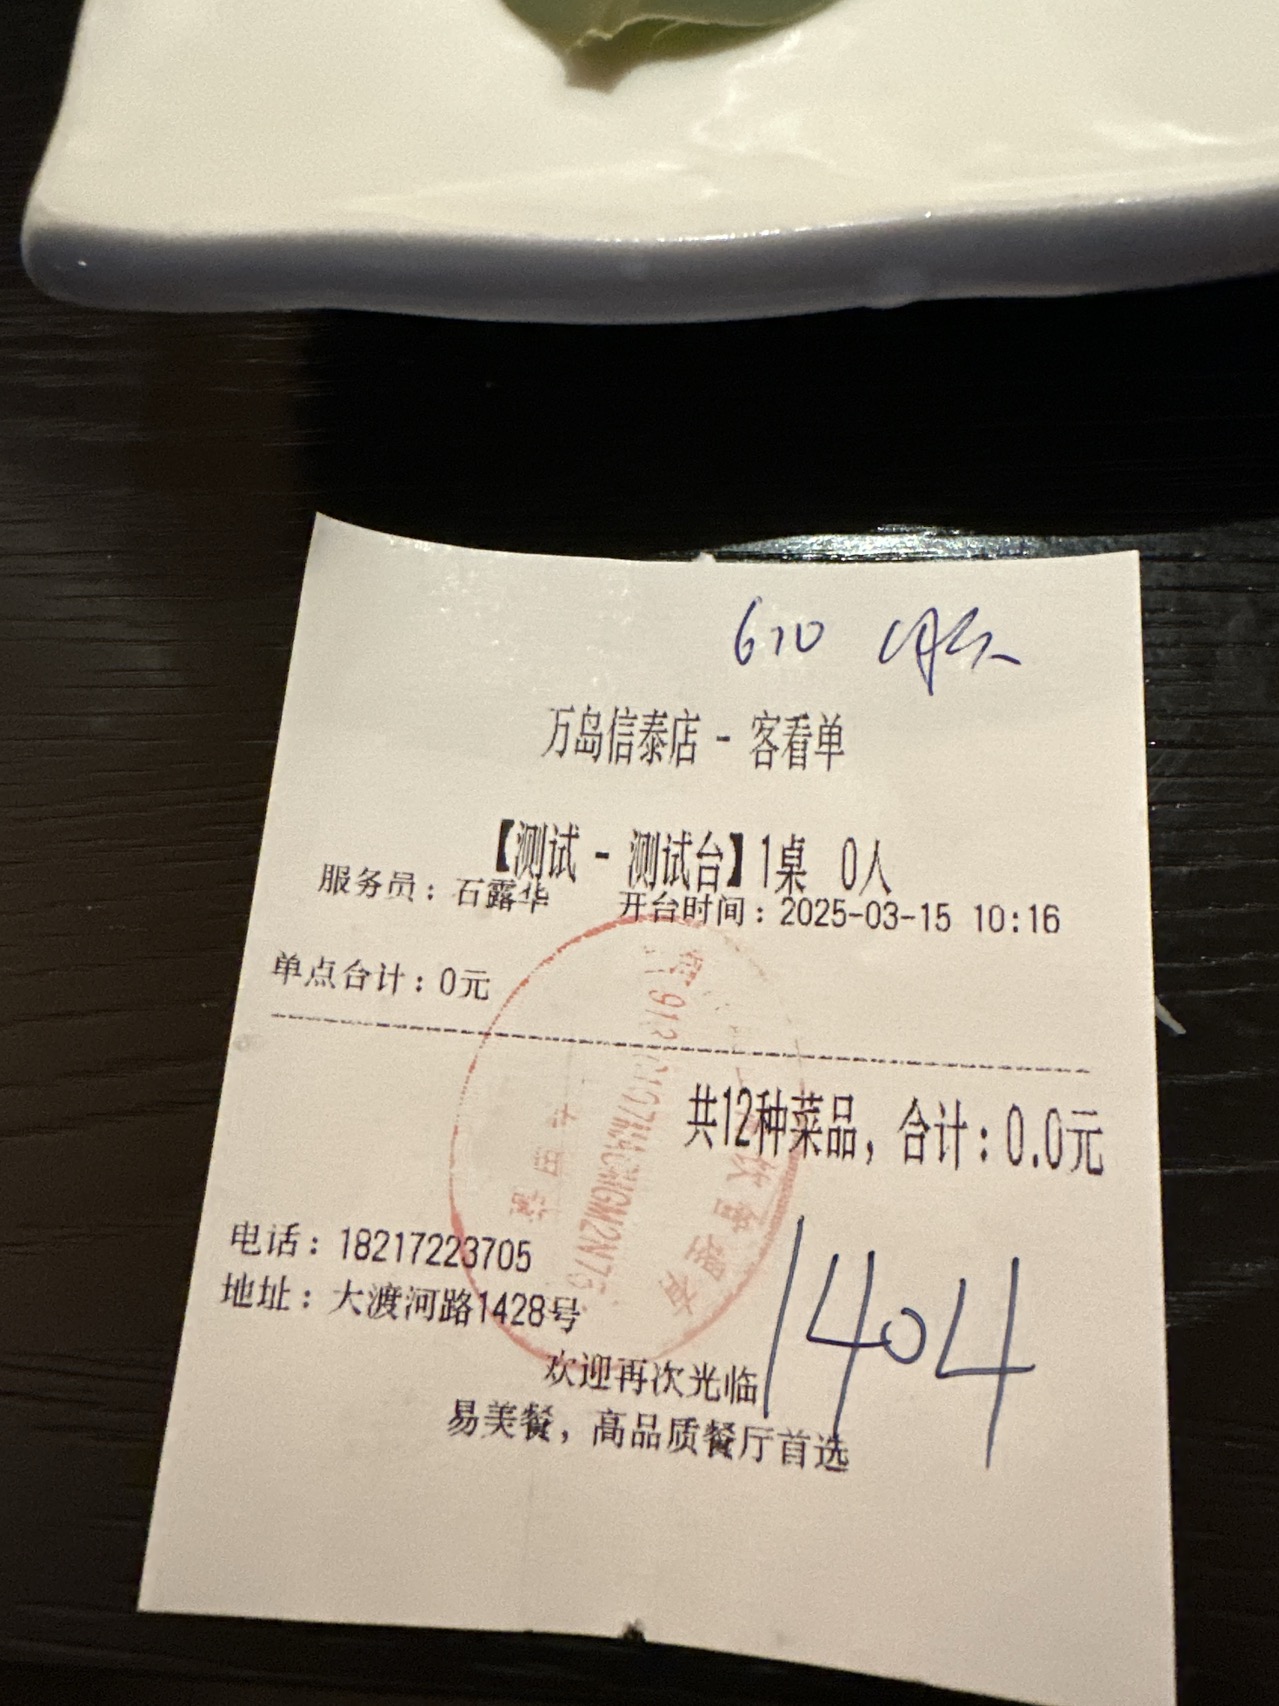 610
万岛信泰店 - 客看单
【测试 - 测试台】1桌 0人
服务员：石露华 开台时间：2025-03-15 10:16
单点合计：0元
共12种菜品，合计：0.0元
电话：18217223705
地址：大渡河路1428号
1404
欢迎再次光临
易美餐，高品质餐厅首选